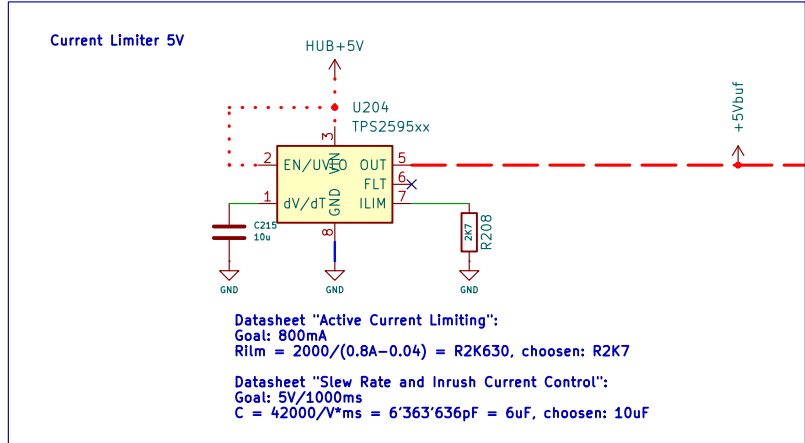 Current Limiter 5V
HUB+5V
U204
TPS2595xx
+5Vbuf
3
2
EN/UVLO
VIN
OUT
5
FLT
6
1
dV/dT
GND
ILIM
7
8
C215
10u
2K7
R208
GND
GND
GND
Datasheet "Active Current Limiting":
Goal: 800mA
Rilm = 2000/(0.8A-0.04) = R2K630, choosen: R2K7
Datasheet "Slew Rate and Inrush Current Control":
Goal: 5V/1000ms
C = 42000/V*ms = 6'363'636pF = 6uF, choosen: 10uF